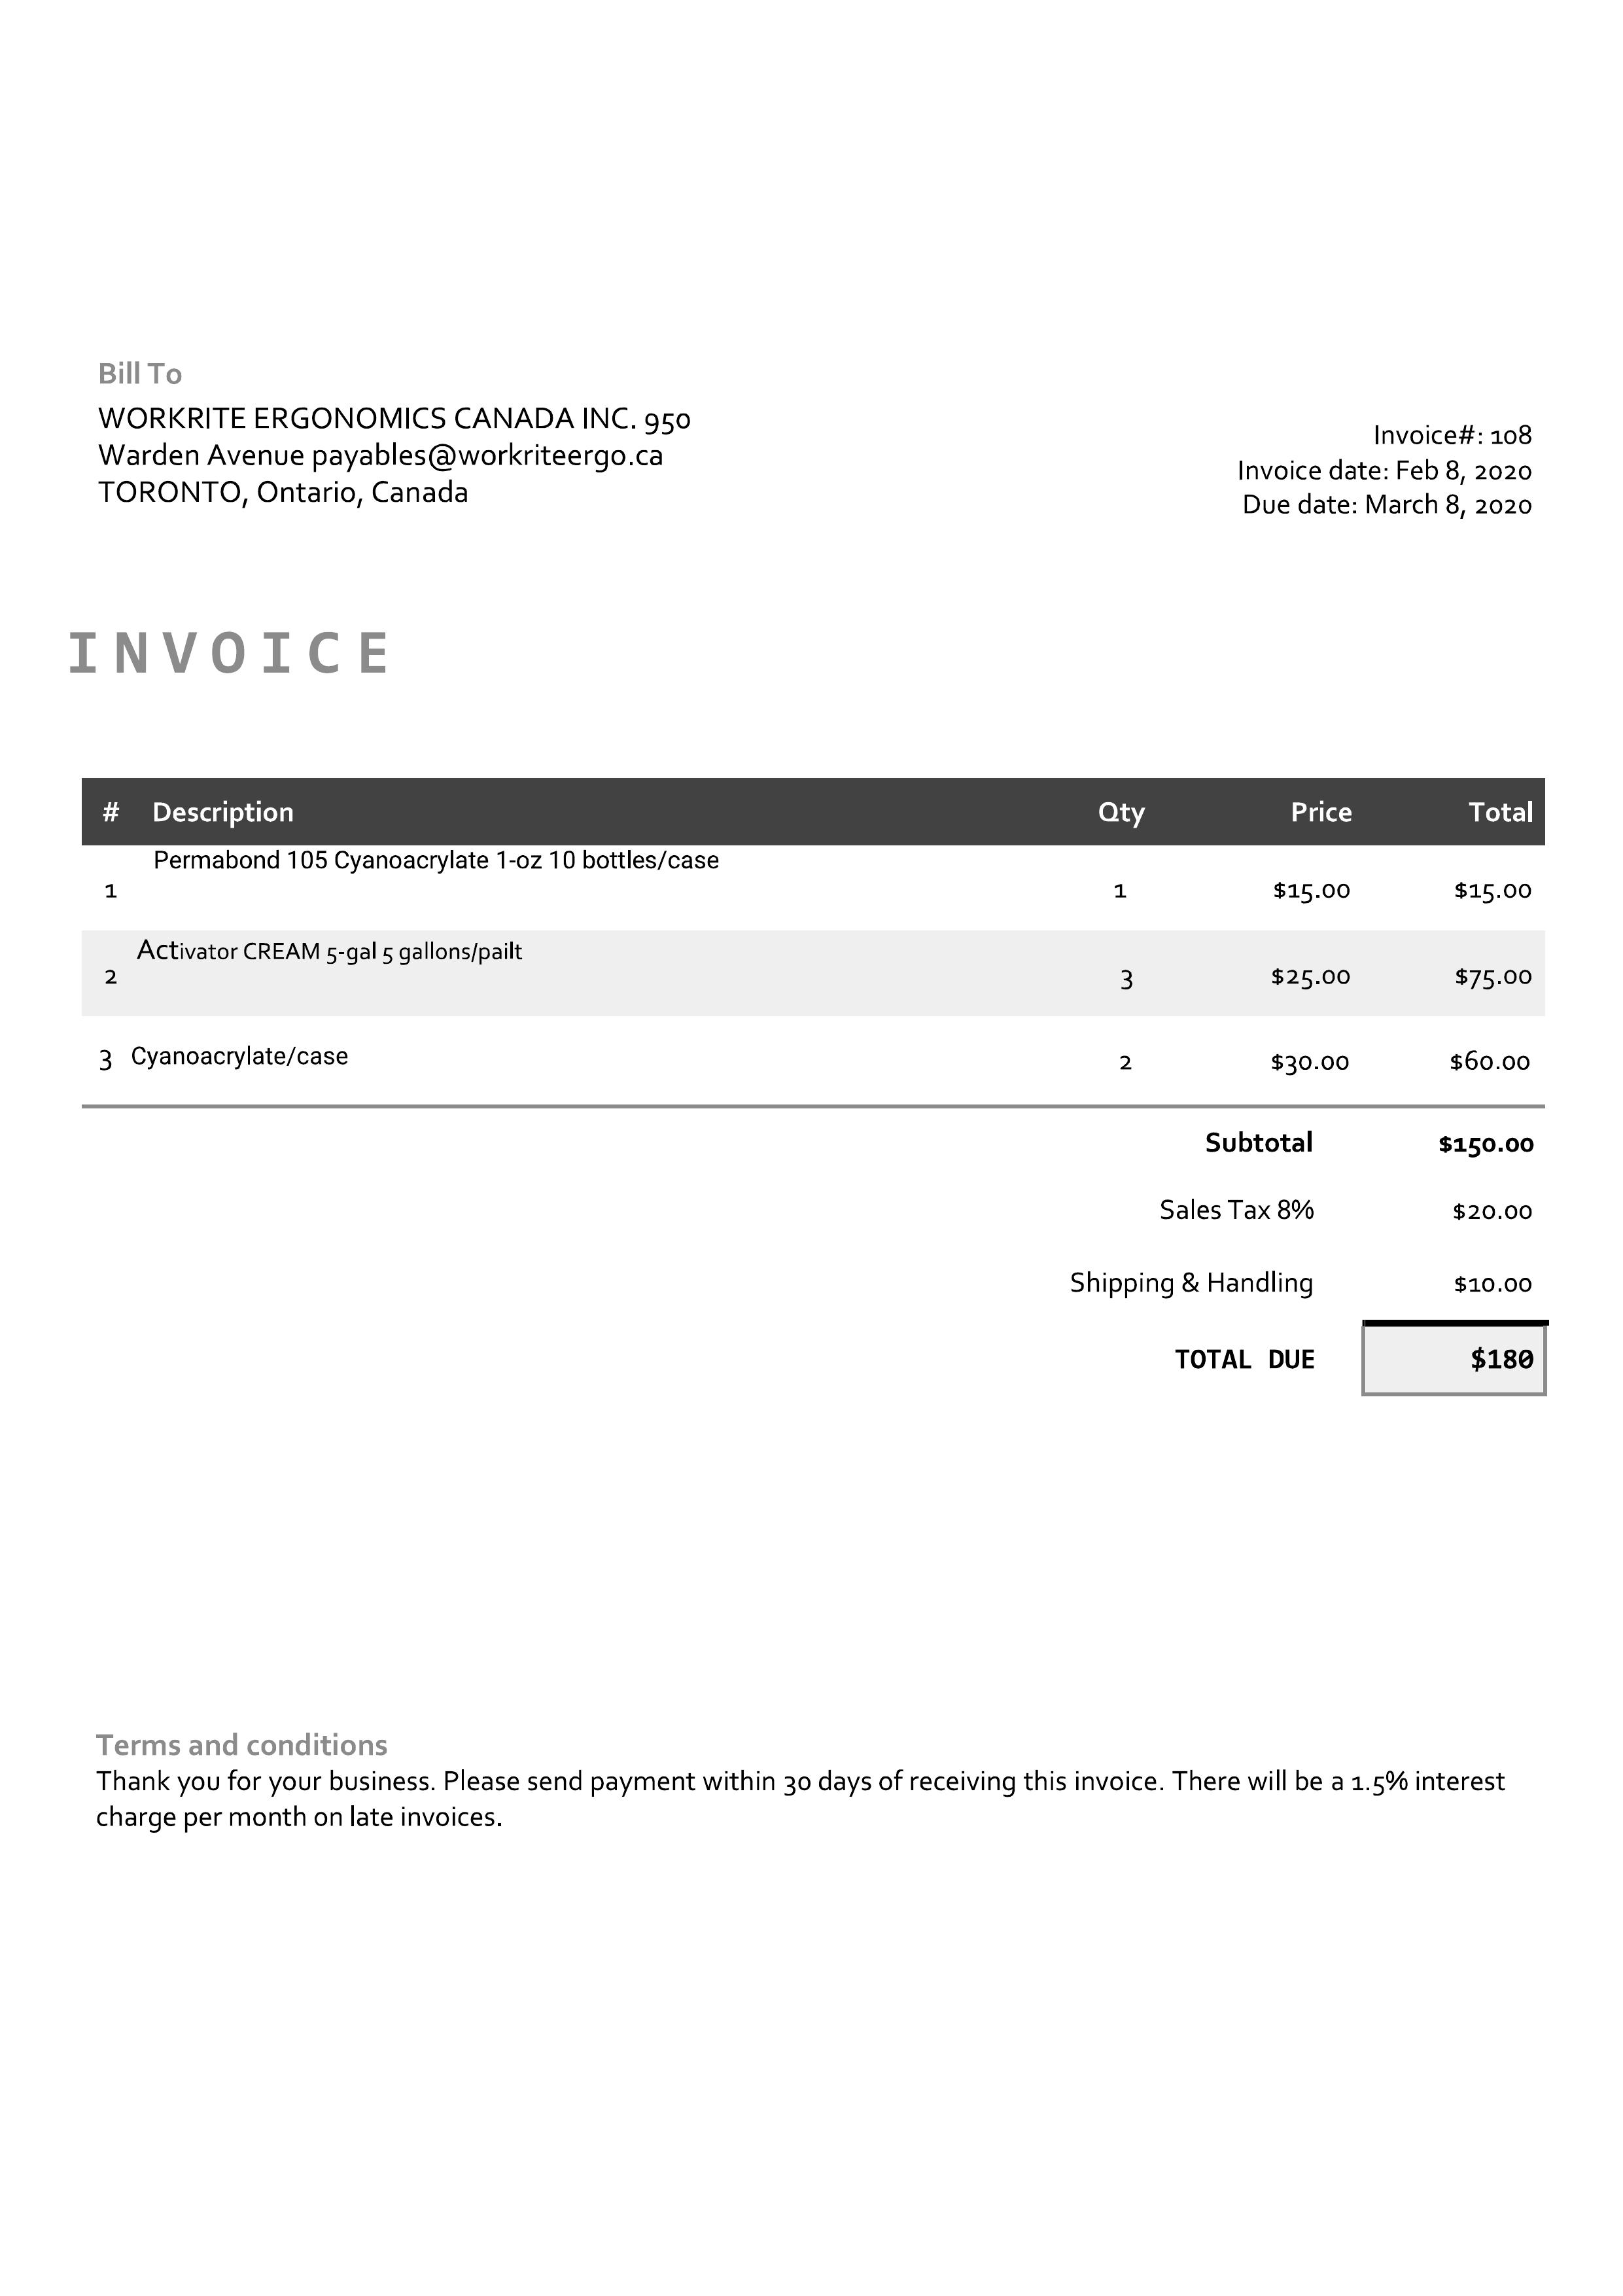 Bill To
WORKRITE ERGONOMICS CANADA INC. 950
Warden Avenue payables@workriteergo.ca
TORONTO, Ontario, Canada
Invoice#: 108
Invoice date: Feb 8, 2020
Due date: March 8, 2020
INVOICE
# Description Qty Price Total
1 Permabond 105 Cyanoacrylate 1-oz 10 bottles/case 1 $15.00 $15.00
2 Activator CREAM 5-gal 5 gallons/pailt 3 $25.00 $75.00
3 Cyanoacrylate/case 2 $30.00 $60.00
Subtotal $150.00
Sales Tax 8% $20.00
Shipping & Handling $10.00
TOTAL DUE $180
Terms and conditions
Thank you for your business. Please send payment within 30 days of receiving this invoice. There will be a 1.5% interest
charge per month on late invoices.